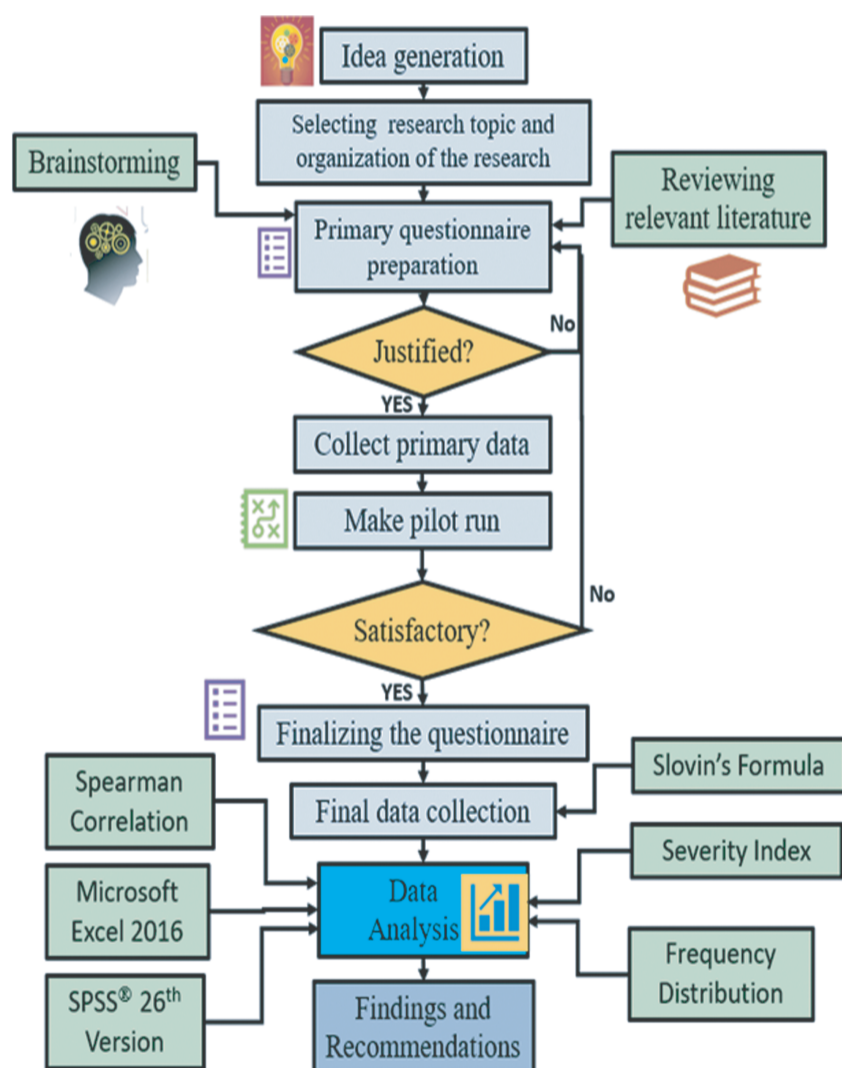 Idea generation
Selecting research topic and
organization of the research
Brainstorming
Reviewing
relevant literature
Primary questionnaire
preparation
No
Justified?
YES
Collect primary data
Make pilot run
No
Satisfactory?
YES
Finalizing the questionnaire
Slovin's Formula
Spearman
Correlation
Final data collection
Severity Index
Microsoft
Excel 2016
Data
Analysis
Frequency
Distribution
SPSS® 26th
Version
Findings and
Recommendations